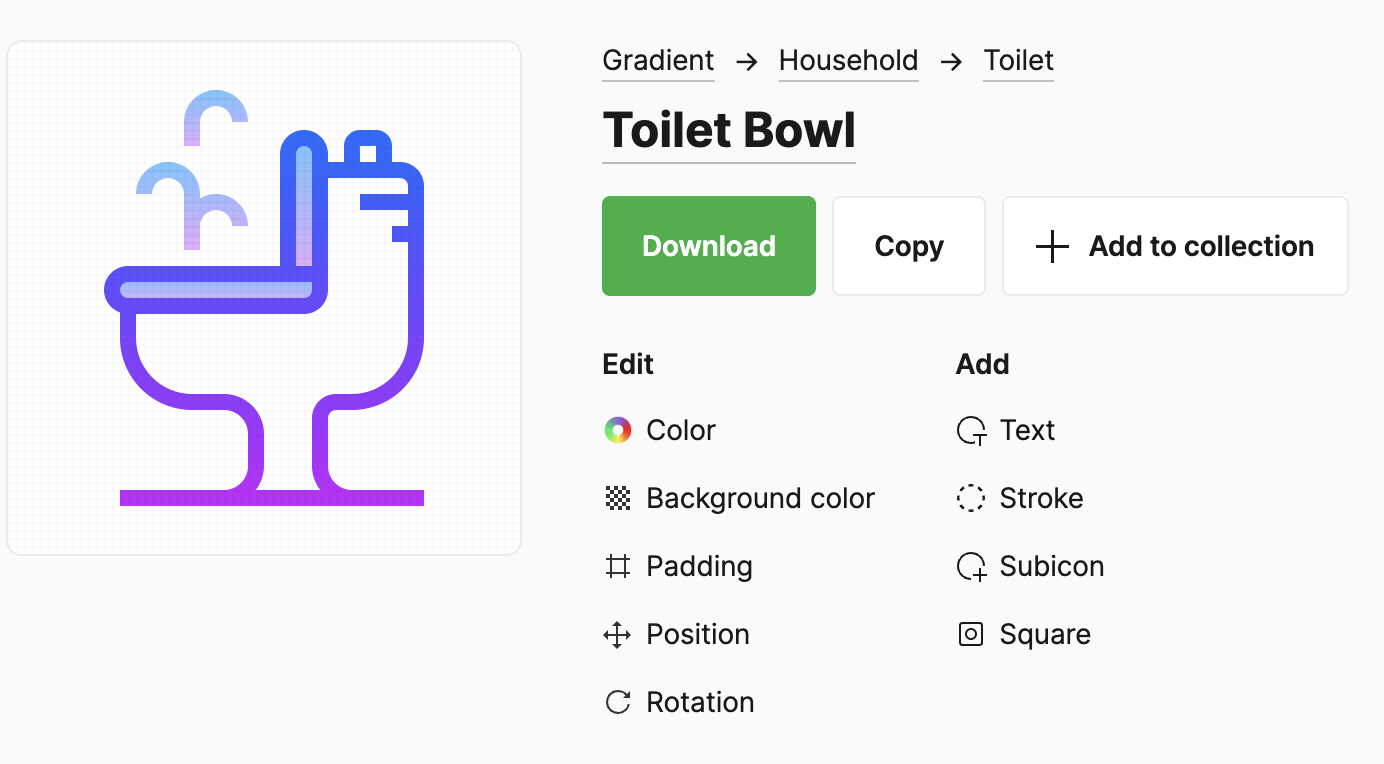 Gradient → Household → Toilet
Toilet Bowl
Download
Copy
Add to collection
Edit
Color
Background color
Padding
Position
Rotation
Add
Text
Stroke
Subicon
Square